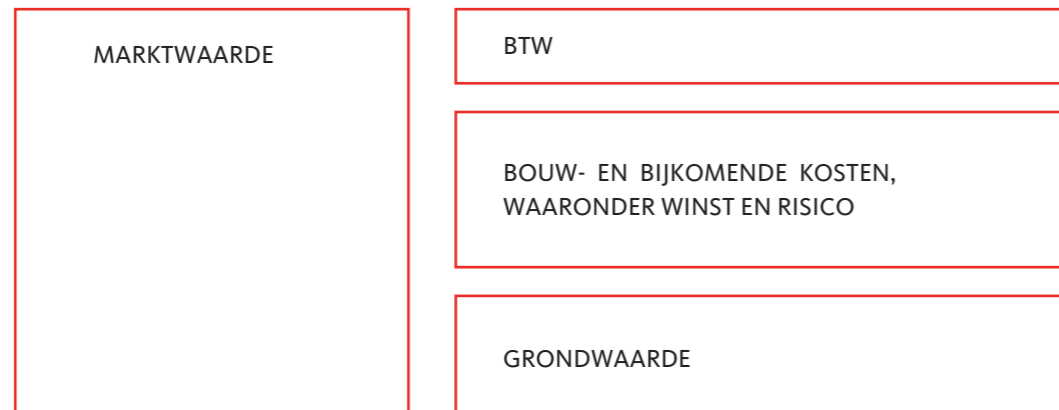 MARKTWAARDE
BTW
BOUW- EN BIJKOMENDE KOSTEN,
WAARONDER WINST EN RISICO
GRONDWAARDE